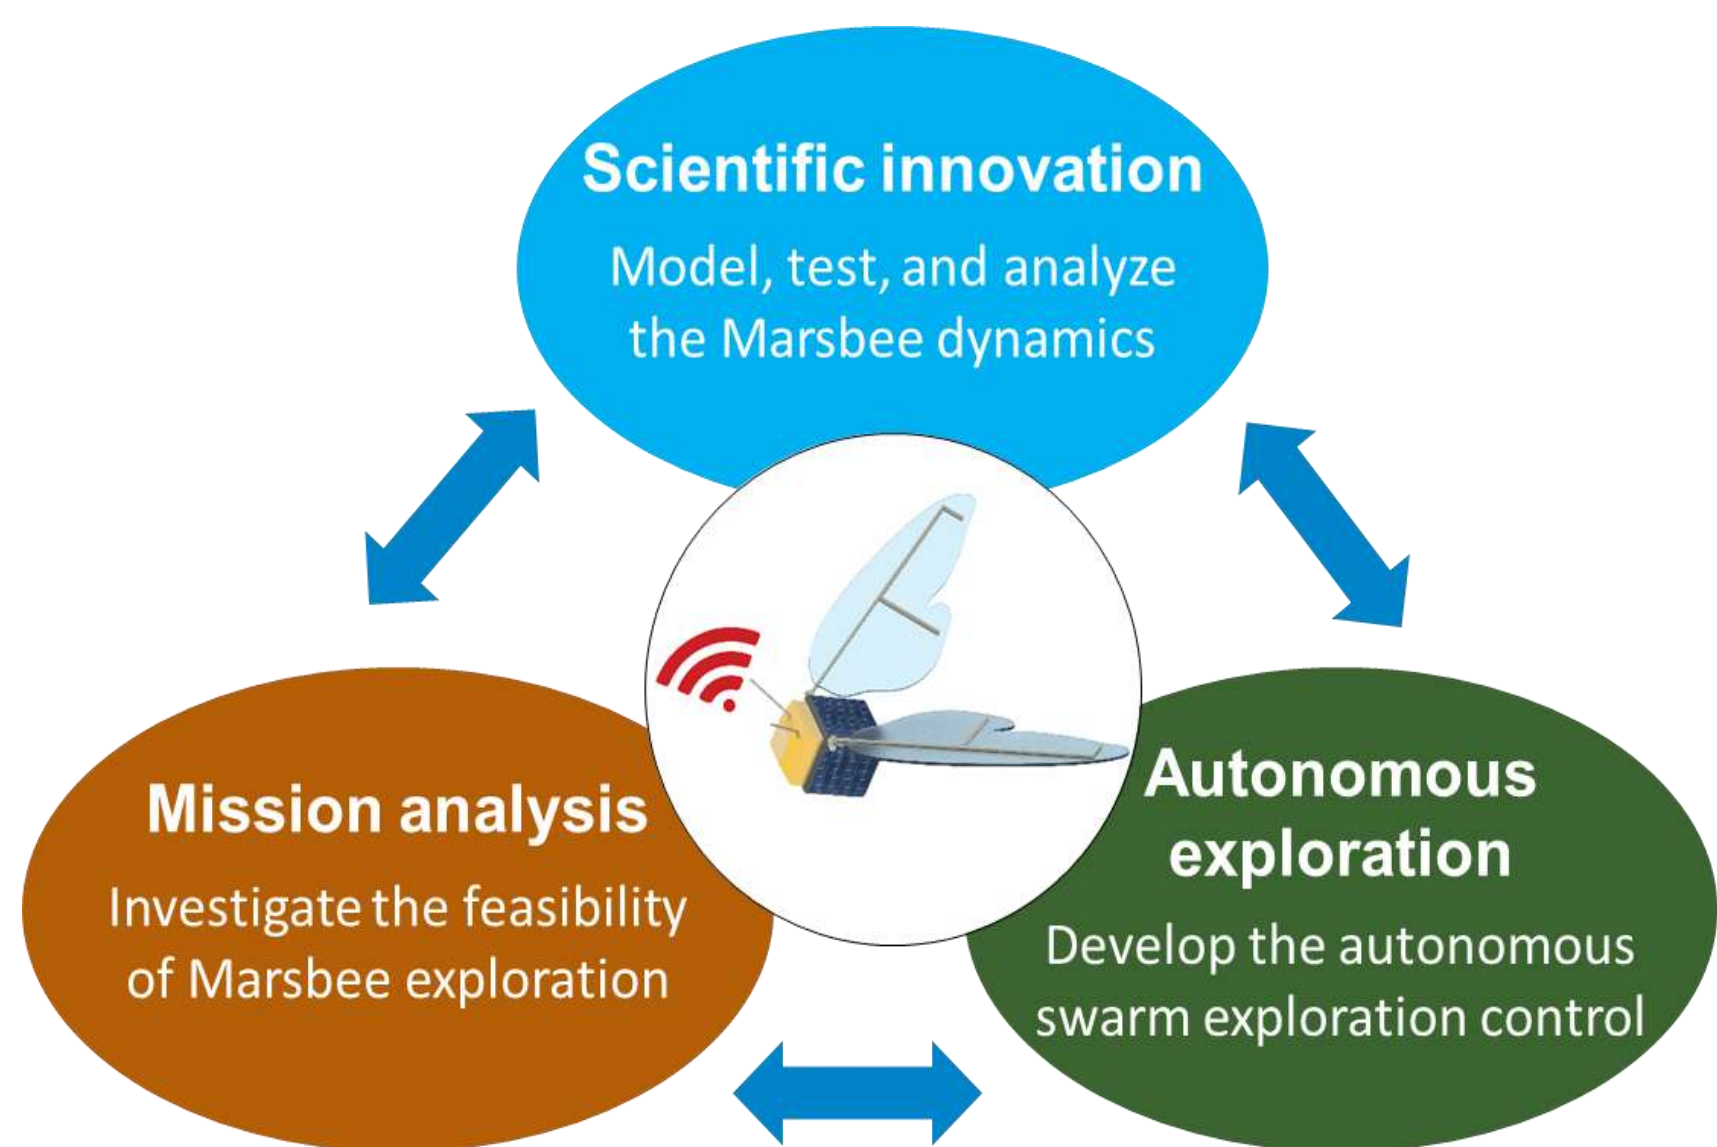 Scientific innovation
Model, test, and analyze
the Marsbee dynamics
Mission analysis
Investigate the feasibility
of Marsbee exploration
Autonomous
exploration
Develop the autonomous
swarm exploration control